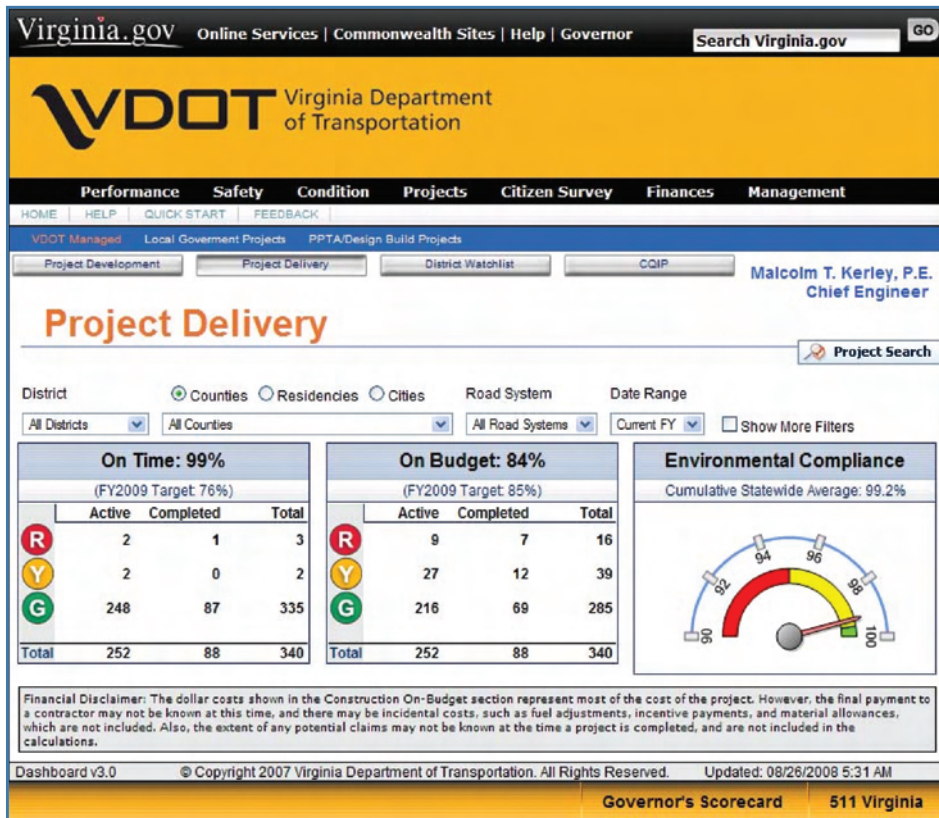 Virginia.gov Online Services | Commonwealth Sites | Help | Governor Search Virginia.gov GO
VDOT Virginia Department
of Transportation
Performance Safety Condition Projects Citizen Survey Finances Management
HOME HELP QUICK START FEEDBACK
VDOT Managed Local Goverment Projects PPTA/Design Build Projects
Project Development Project Delivery District Watchlist CQIP
Malcolm T. Kerley, P.E.
Chief Engineer
Project Delivery
Project Search
District Counties Residencies Cities Road System Date Range
All Districts All Counties All Road Systems Current FY Show More Filters
On Time: 99%
(FY2009 Target: 76%)
Active Completed Total
R 2 1 3
Y 2 0 2
G 248 87 335
Total 252 88 340
On Budget: 84%
(FY2009 Target: 85%)
Active Completed Total
R 9 7 16
Y 27 12 39
G 216 69 285
Total 252 88 340
Environmental Compliance
Cumulative Statewide Average: 99.2%
90 92 94 96 98 100
Financial Disclaimer: The dollar costs shown in the Construction On-Budget section represent most of the cost of the project. However, the final payment to
a contractor may not be known at this time, and there may be incidental costs, such as fuel adjustments, incentive payments, and material allowances,
which are not included. Also, the extent of any potential claims may not be known at the time a project is completed, and are not included in the
calculations.
Dashboard v3.0 © Copyright 2007 Virginia Department of Transportation. All Rights Reserved. Updated: 08/26/2008 5:31 AM
Governor's Scorecard 511 Virginia